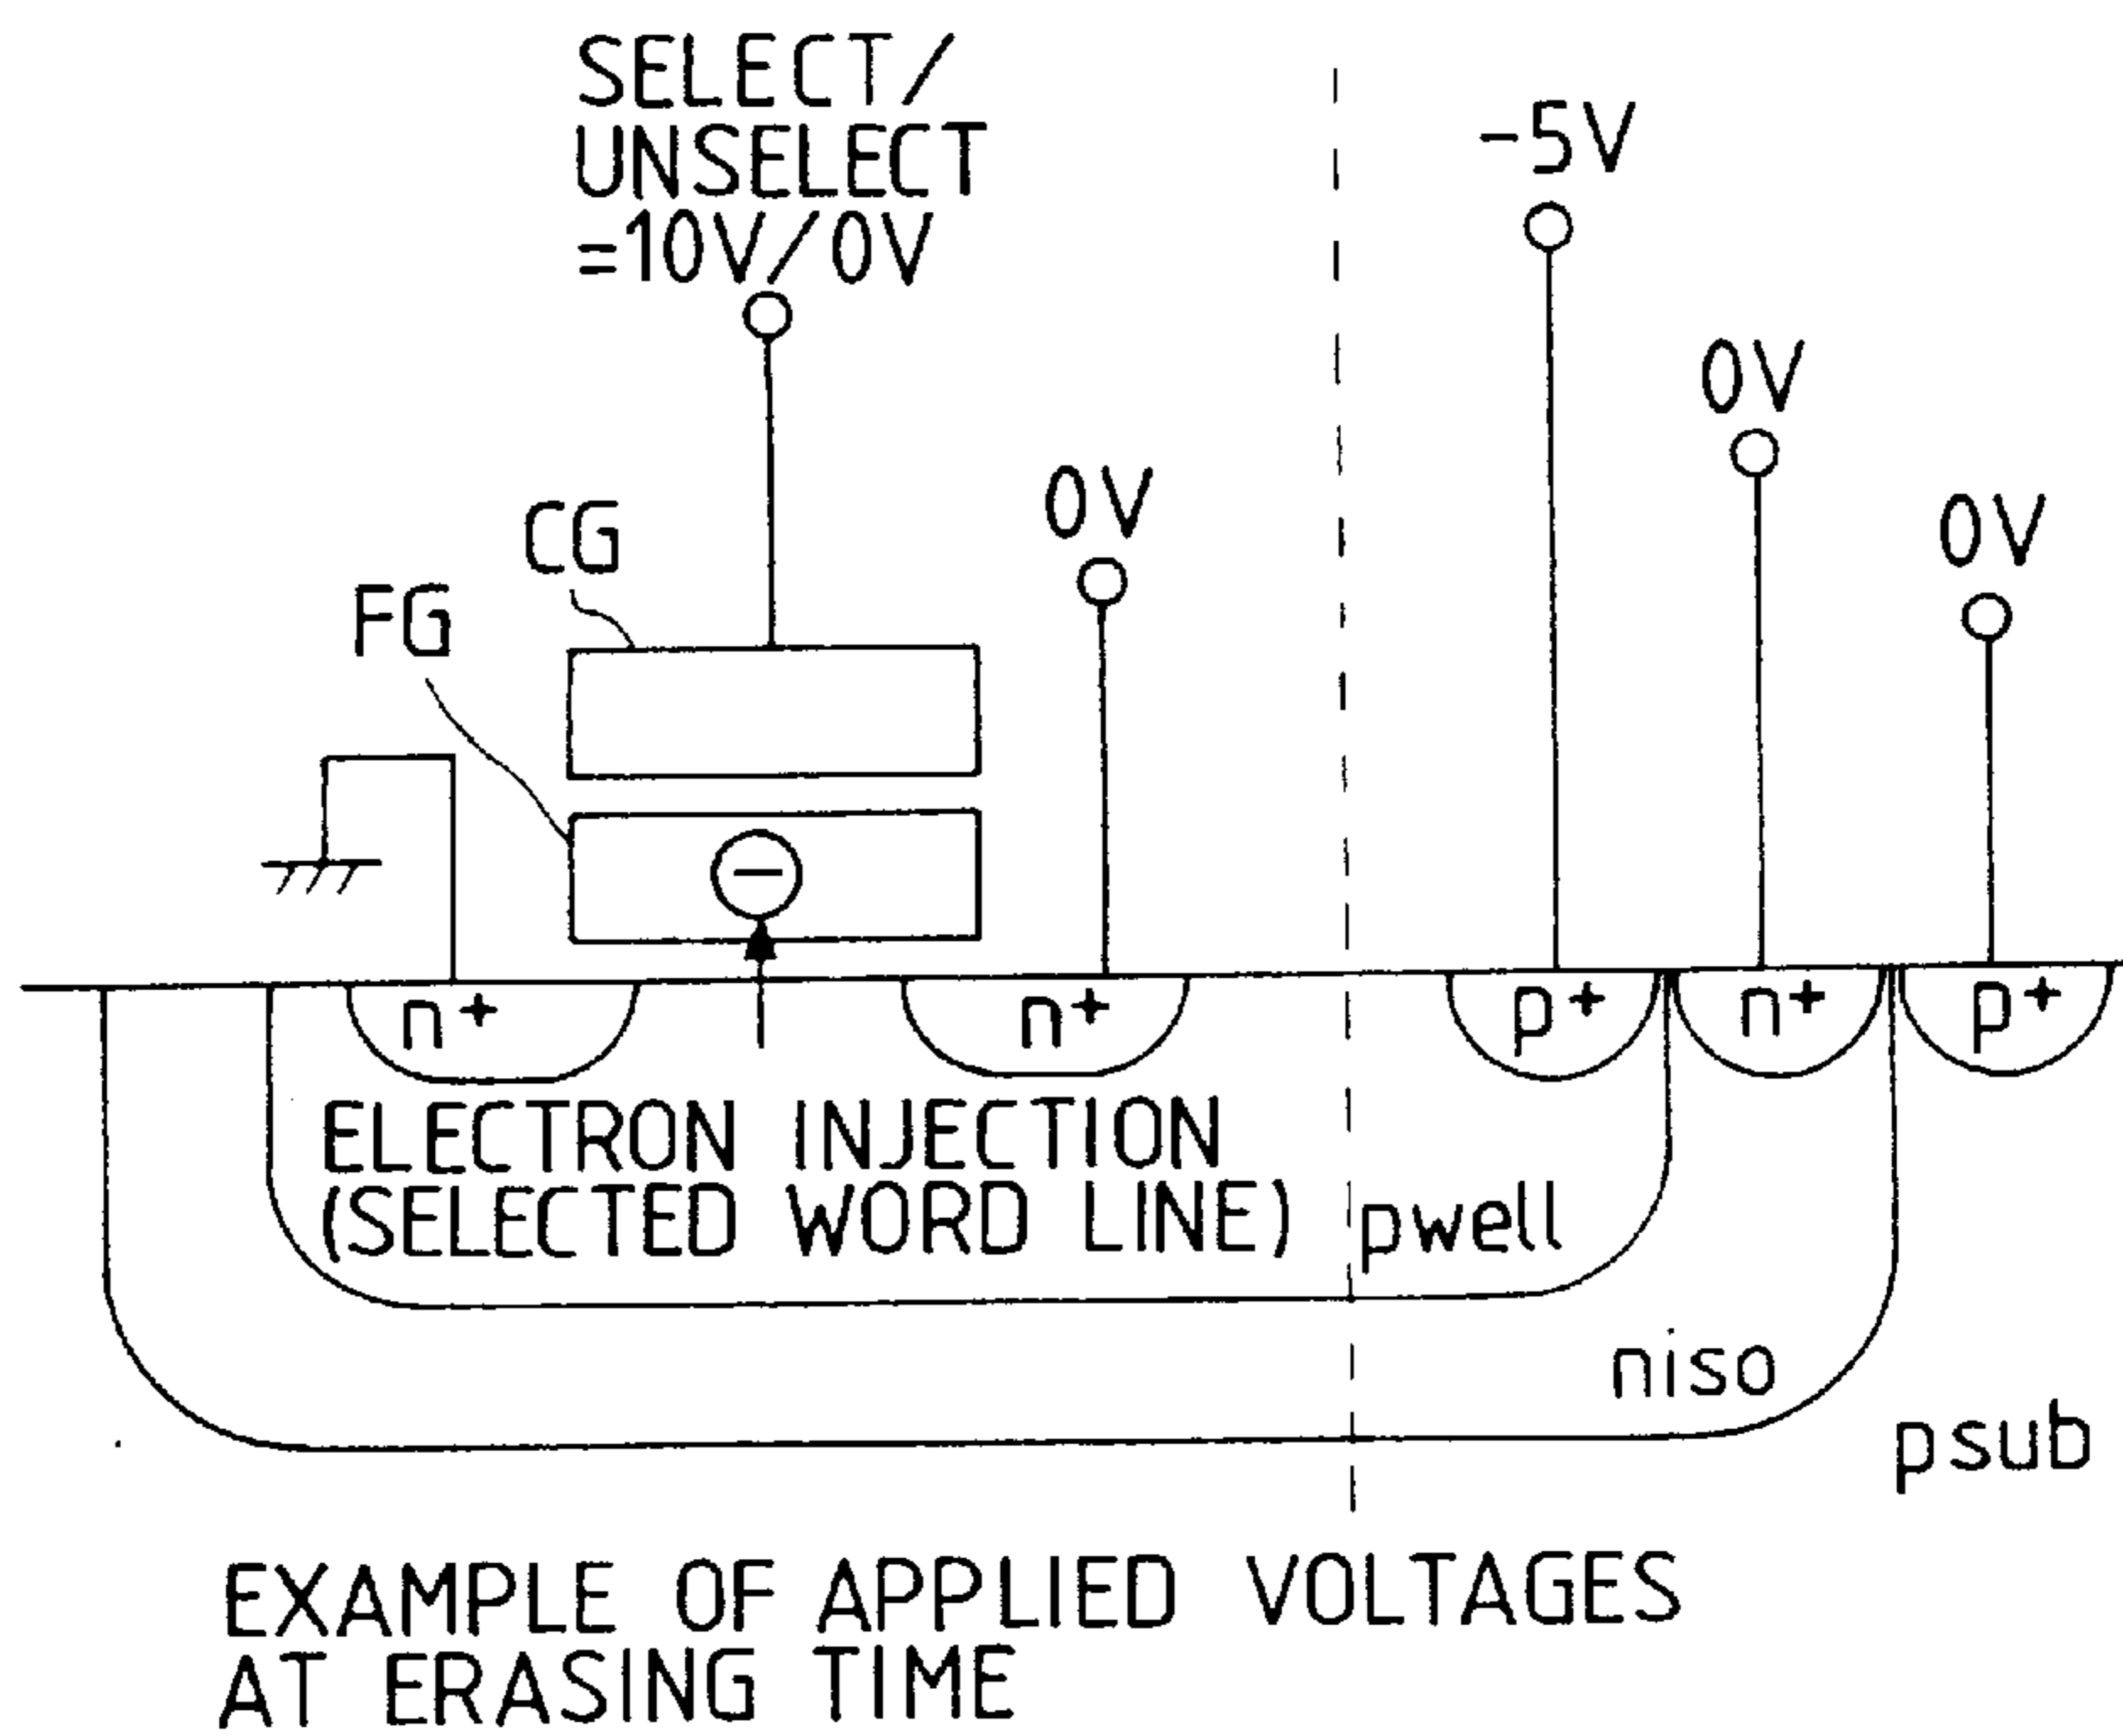 SELECT/
UNSELECT
=10V/0V
-5V
0V
0V
0V
CG
FG
n+
n+
p+
n+
p+
ELECTRON INJECTION
(SELECTED WORD LINE)
pwell
niso
psub
EXAMPLE OF APPLIED VOLTAGES
AT ERASING TIME